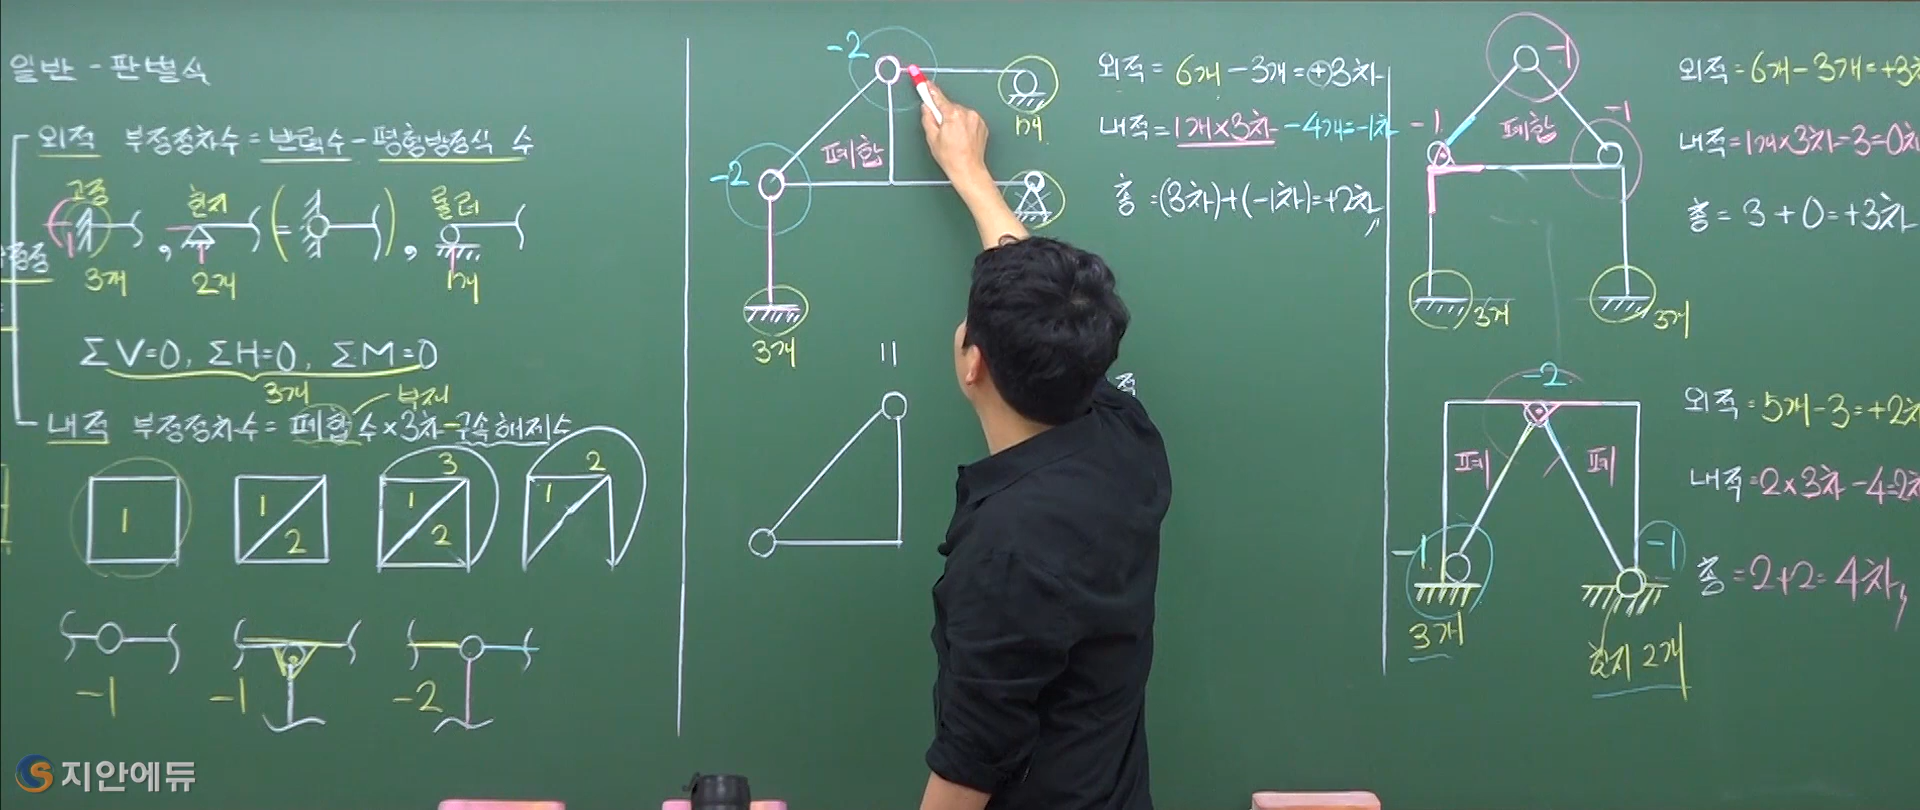 일반 - 판별식
외적 부정정차수 = 반력수 - 평형방정식 수
고정
힌지
롤러
3개
2개
1개
ΣV=0, ΣH=0, ΣM=0
3개
부재
내적 부정정차수 = 폐합수×3차-구속해제수
1
1
2
1
2
3
1
2
-1
-1
-2
-2
-2
폐합
1개
3개
=
외적 = 6개 - 3개 = +3차
내적 = 1개×3차 - 4개 = -1차
총 = (3차)+(-1차)=+2차
적
-1
-1
-1
폐합
3개
3개
외적 = 6개 - 3개 = +3차
내적 = 1개×3차-3=0차
총 = 3 + 0 = +3차
-2
폐
폐
-1
-1
3개
힌지 2개
외적 = 5개 - 3 = +2차
내적 = 2×3차 - 4=2차
총 = 2+2= 4차
지안에듀